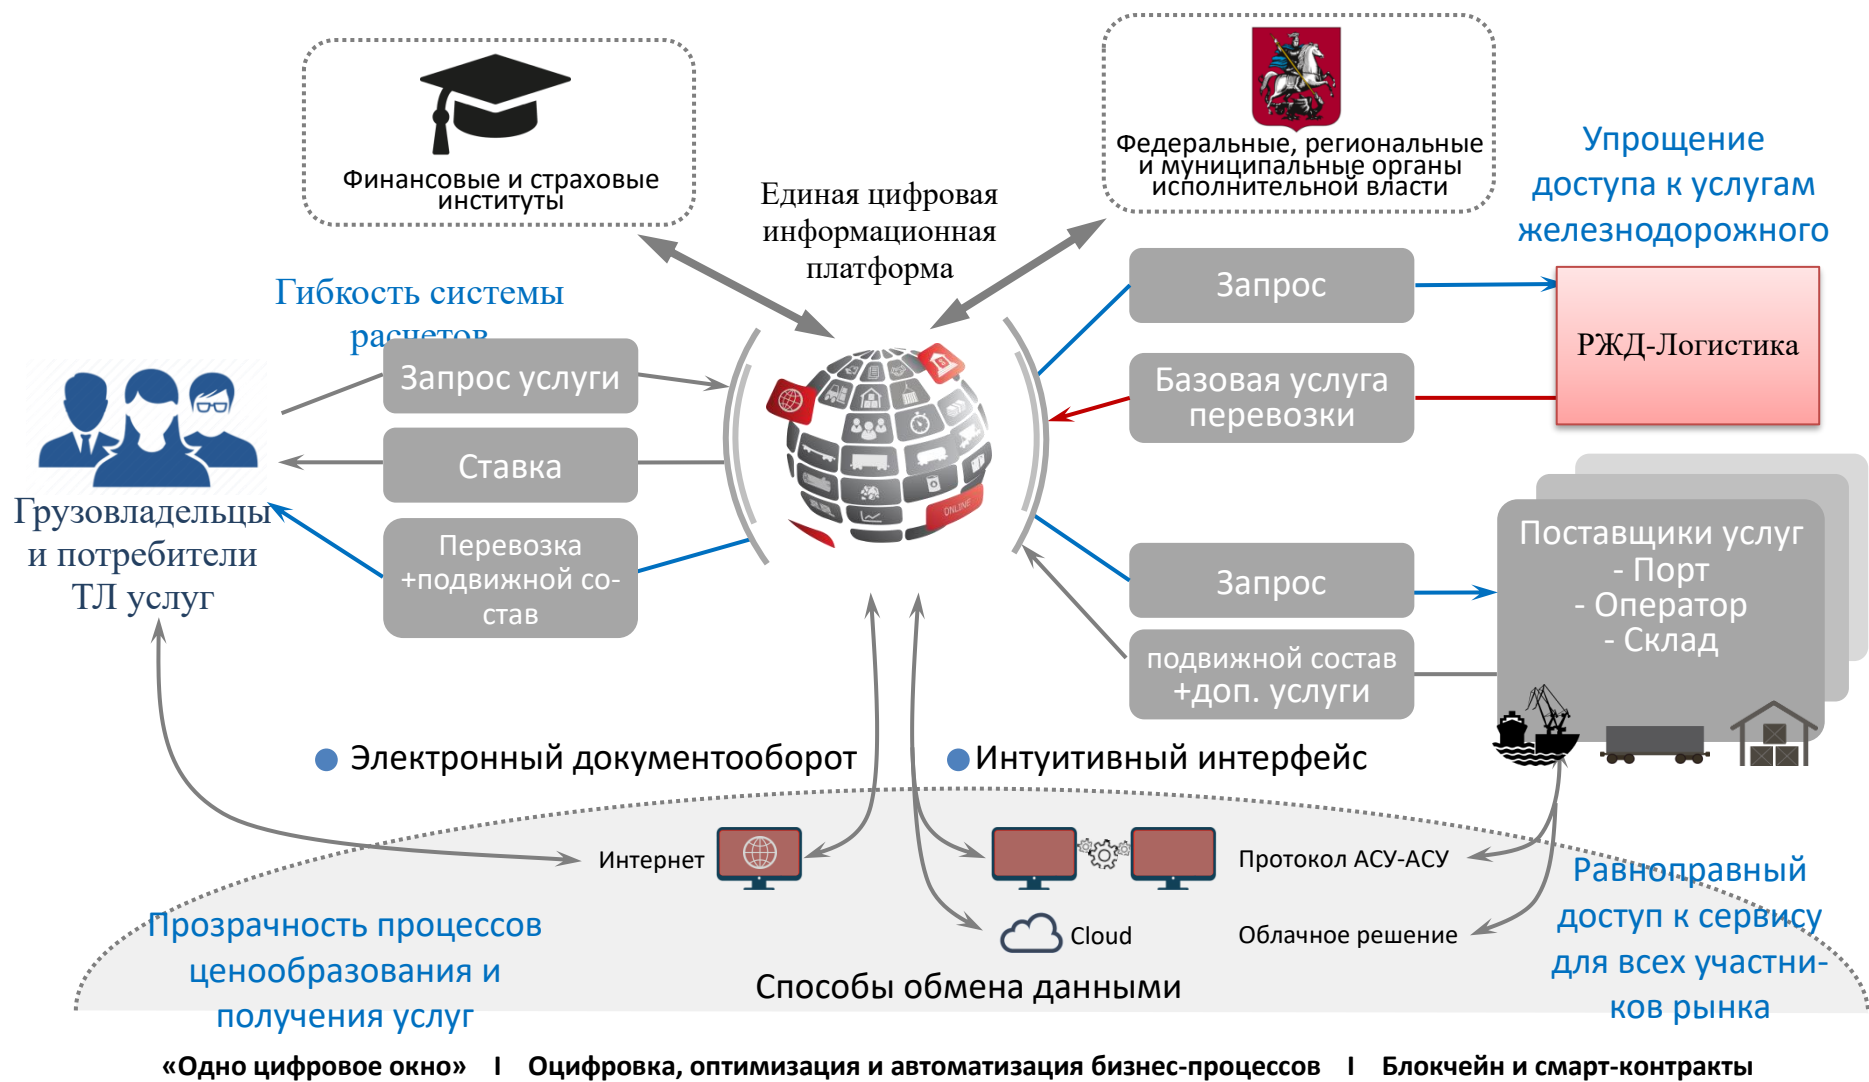 Финансовые и страховые
институты
Федеральные, региональные
и муниципальные органы
исполнительной власти
Упрощение
доступа к услугам
железнодорожного
Единая цифровая
информационная
платформа
Гибкость системы
расчетов
Запрос услуги
Ставка
Перевозка
+подвижной со-
став
Грузовладельцы
и потребители
ТЛ услуг
ONLINE
Запрос
Базовая услуга
перевозки
РЖД-Логистика
Запрос
подвижной состав
+доп. услуги
Поставщики услуг
- Порт
- Оператор
- Склад
Электронный документооборот
Интуитивный интерфейс
Интернет
Протокол АСУ-АСУ
Cloud
Облачное решение
Способы обмена данными
Прозрачность процессов
ценообразования и
получения услуг
Равноправный
доступ к сервису
для всех участни-
ков рынка
«Одно цифровое окно» I Оцифровка, оптимизация и автоматизация бизнес-процессов I Блокчейн и смарт-контракты